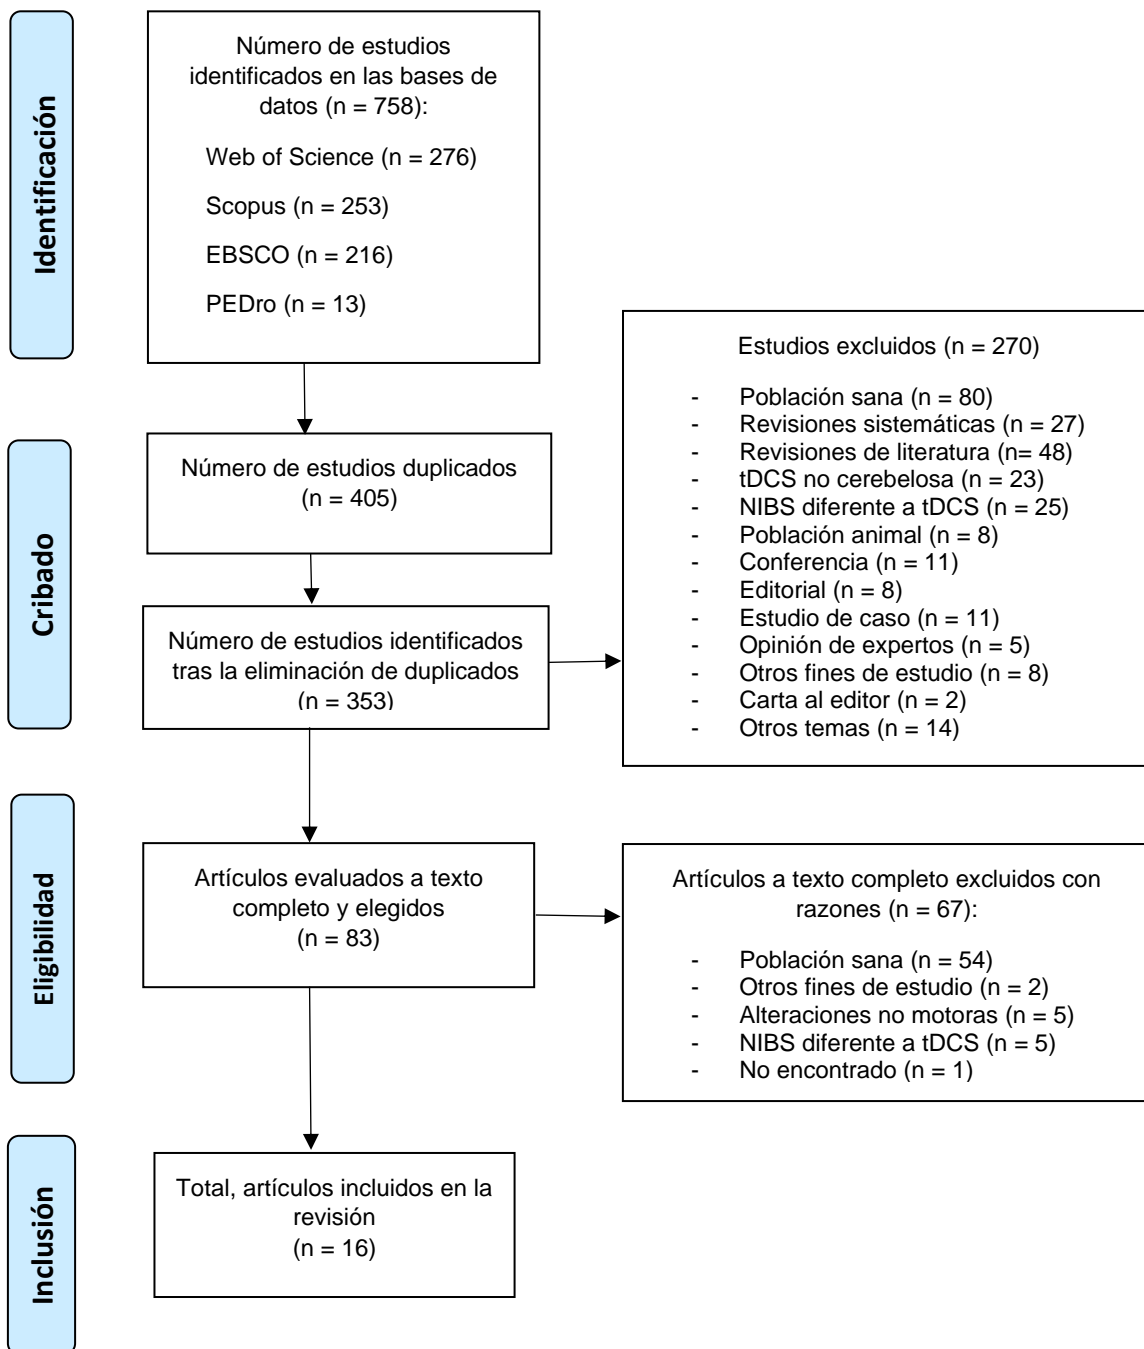 Identificación
Número de estudios
identificados en las bases de
datos (n = 758):
Web of Science (n = 276)
Scopus (n = 253)
EBSCO (n = 216)
PEDro (n = 13)
Cribado
Número de estudios duplicados
(n = 405)
Número de estudios identificados
tras la eliminación de duplicados
(n = 353)
Estudios excluidos (n = 270)
- Población sana (n = 80)
- Revisiones sistemáticas (n = 27)
- Revisiones de literatura (n= 48)
- tDCS no cerebelosa (n = 23)
- NIBS diferente a tDCS (n = 25)
- Población animal (n = 8)
- Conferencia (n = 11)
- Editorial (n = 8)
- Estudio de caso (n = 11)
- Opinión de expertos (n = 5)
- Otros fines de estudio (n = 8)
- Carta al editor (n = 2)
- Otros temas (n = 14)
Eligibilidad
Artículos evaluados a texto
completo y elegidos
(n = 83)
Artículos a texto completo excluidos con
razones (n = 67):
- Población sana (n = 54)
- Otros fines de estudio (n = 2)
- Alteraciones no motoras (n = 5)
- NIBS diferente a tDCS (n = 5)
- No encontrado (n = 1)
Inclusión
Total, artículos incluidos en la
revisión
(n = 16)